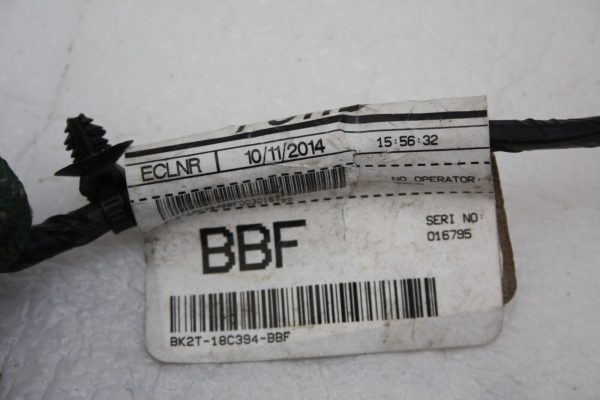 ECLNR 10/11/2014 15:56:32
NO OPERATOR:
BBF
SERI NO:
016795
BK2T-18C394-BBF